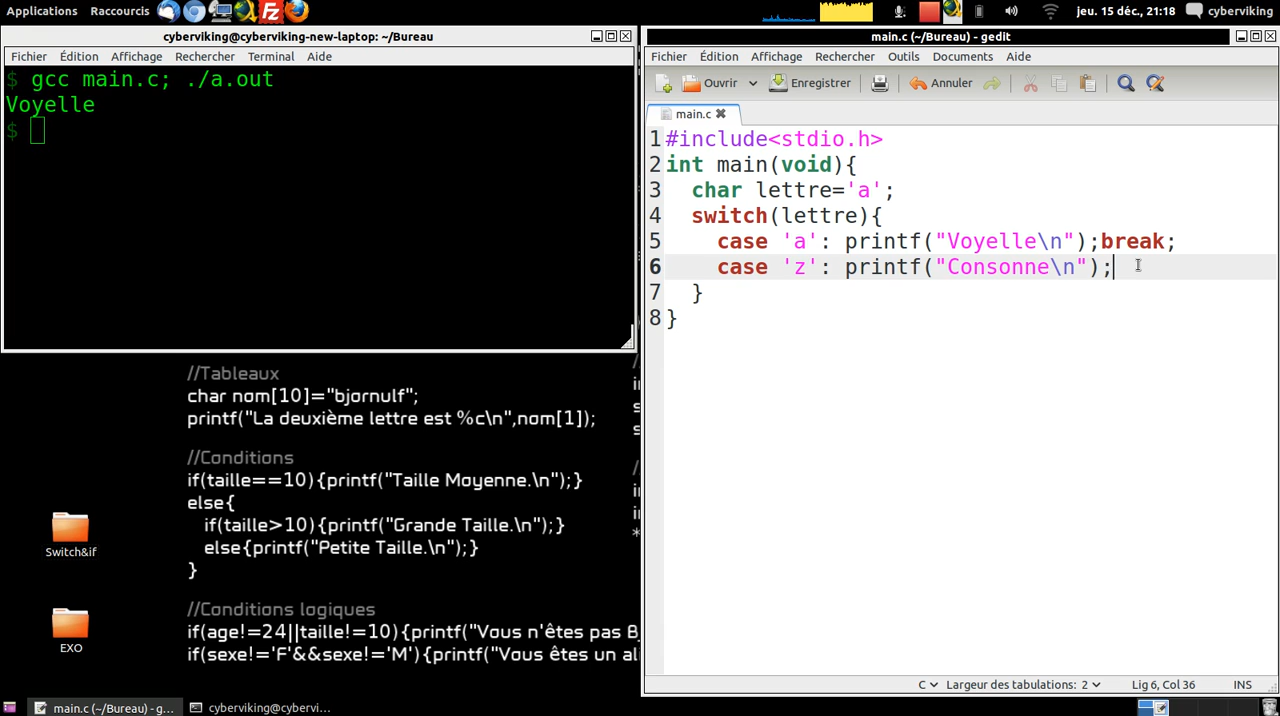 Applications Raccourcis
jeu. 15 déc., 21:18 cyberviking
cyberviking@cyberviking-new-laptop: ~/Bureau
Fichier Édition Affichage Rechercher Terminal Aide
$ gcc main.c; ./a.out
Voyelle
$
main.c (~/Bureau) - gedit
Fichier Édition Affichage Rechercher Outils Documents Aide
Ouvrir Enregistrer Annuler
main.c
1 #include<stdio.h>
2 int main(void){
3 char lettre='a';
4 switch(lettre){
5 case 'a': printf("Voyelle\n");break;
6 case 'z': printf("Consonne\n");
7 }
8 }
//Tableaux
char nom[10]="bjornulf";
printf("La deuxième lettre est %c\n",nom[1]);
//Conditions
if(taille==10){printf("Taille Moyenne.\n");}
else{
if(taille>10){printf("Grande Taille.\n");}
else{printf("Petite Taille.\n");}
}
//Conditions logiques
if(age!=24||taille!=10){printf("Vous n'êtes pas B
if(sexe!='F'&&sexe!='M'){printf("Vous êtes un ali
Switch&if
EXO
C Largeur des tabulations: 2 Lig 6, Col 36 INS
main.c (~/Bureau) - g...
cyberviking@cybervi...